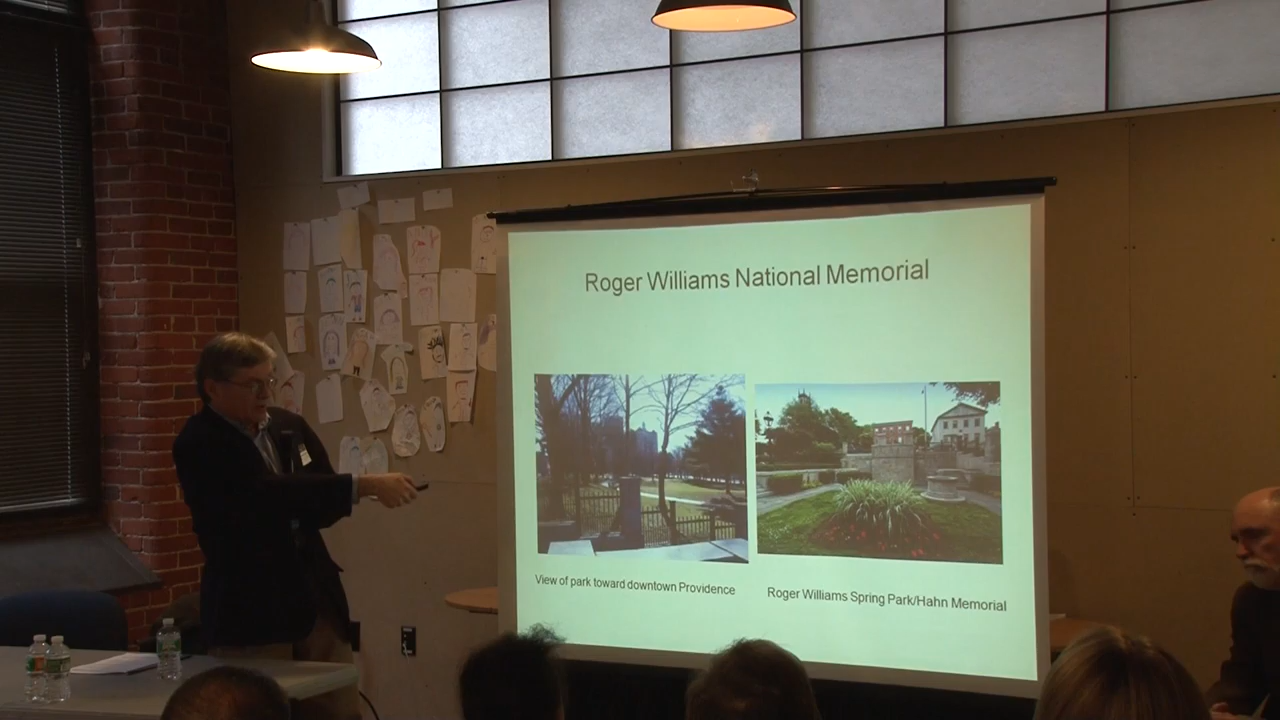 Roger Williams National Memorial
View of park toward downtown Providence
Roger Williams Spring Park/Hahn Memorial